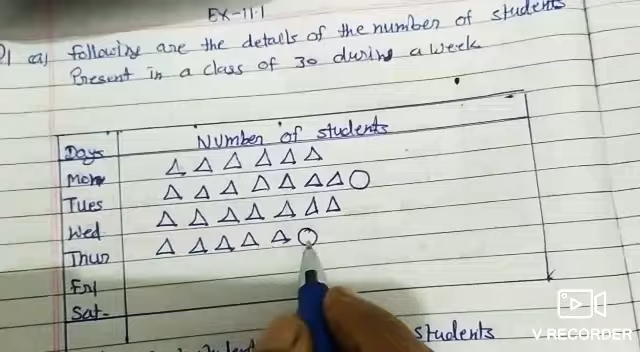 EX-11.1
Q1 (a) Following are the details of the number of students
Present in a class of 30 during a week
Days
Number of students
Mon
Tues
Wed
Thur
Fri
Sat-
students
V RECORDER